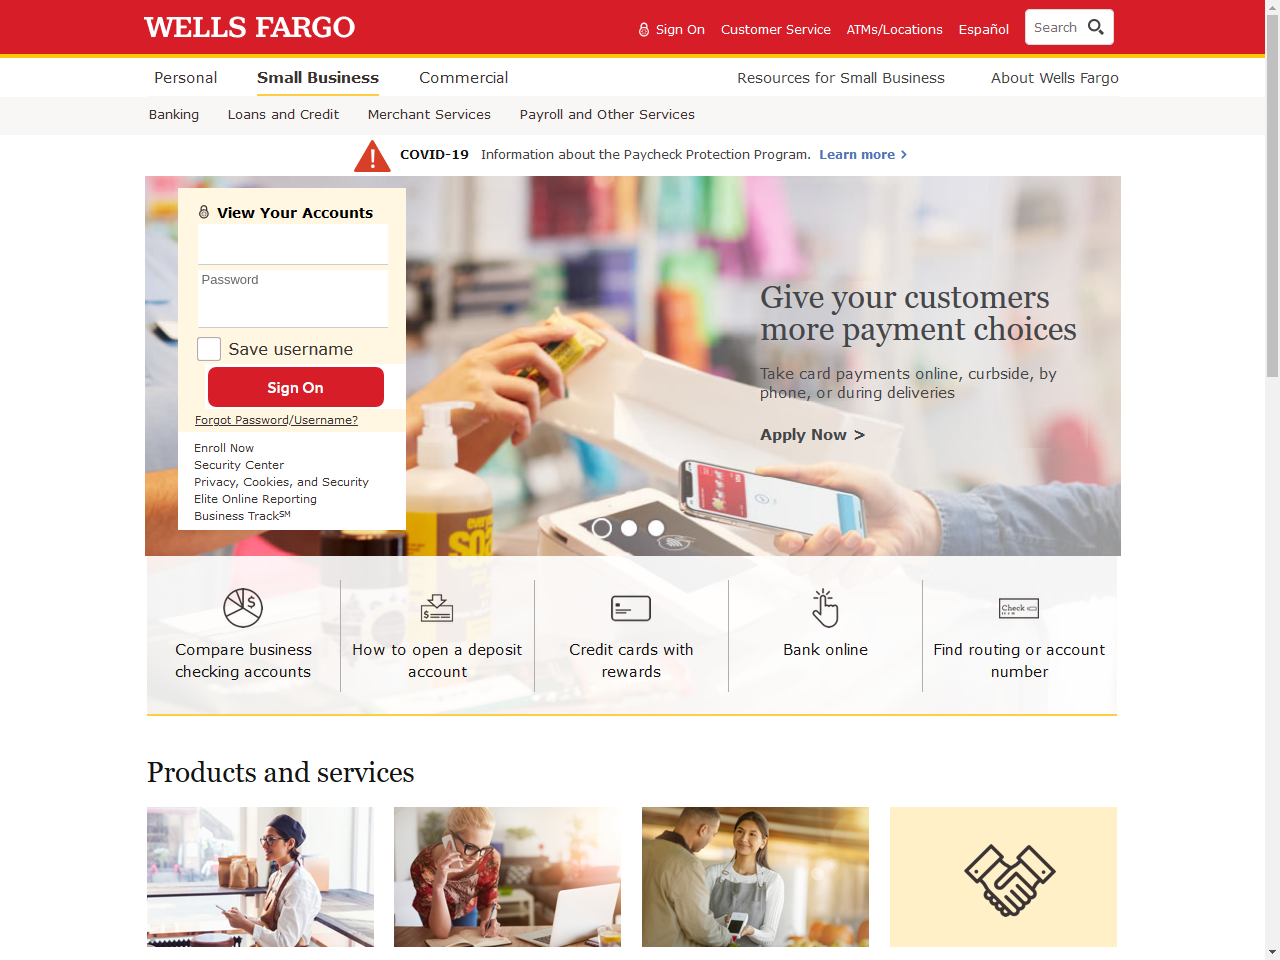 WELLS FARGO
Sign On
Customer Service
ATMs/Locations
Español
Search
Personal
Small Business
Commercial
Resources for Small Business
About Wells Fargo
Banking
Loans and Credit
Merchant Services
Payroll and Other Services
COVID-19 Information about the Paycheck Protection Program. Learn more
View Your Accounts
Password
Save username
Sign On
Forgot Password/Username?
Enroll Now
Security Center
Privacy, Cookies, and Security
Elite Online Reporting
Business Track℠
Give your customers
more payment choices
Take card payments online, curbside, by
phone, or during deliveries
Apply Now >
Compare business
checking accounts
How to open a deposit
account
Credit cards with
rewards
Bank online
Check
Find routing or account
number
Products and services